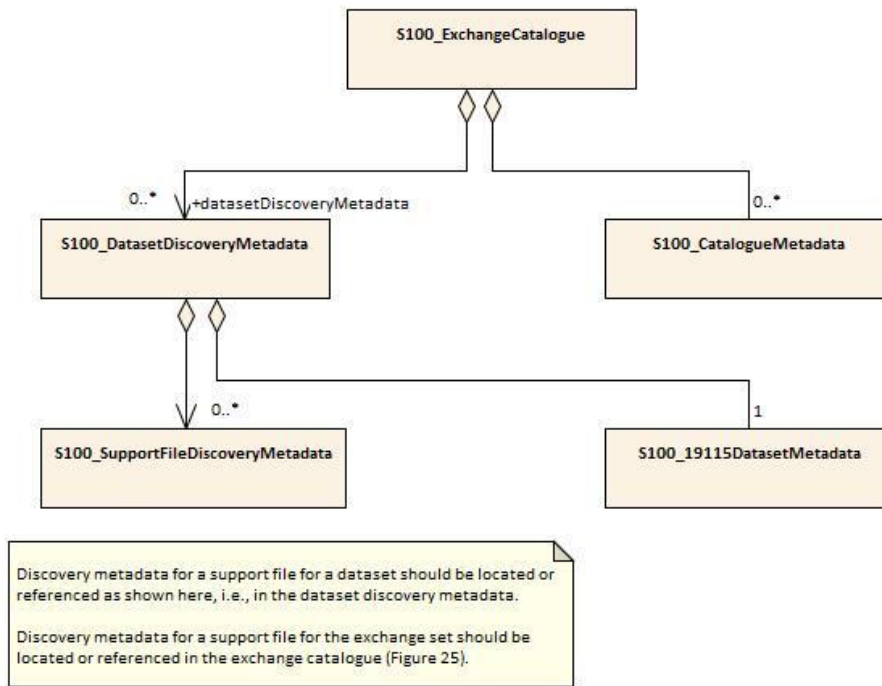 S100_ExchangeCatalogue
0..*
+datasetDiscoveryMetadata
0..*
S100_DatasetDiscoveryMetadata
S100_CatalogueMetadata
0..*
1
S100_SupportFileDiscoveryMetadata
S100_19115DatasetMetadata
Discovery metadata for a support file for a dataset should be located or
referenced as shown here, i.e., in the dataset discovery metadata.
Discovery metadata for a support file for the exchange set should be
located or referenced in the exchange catalogue (Figure 25).